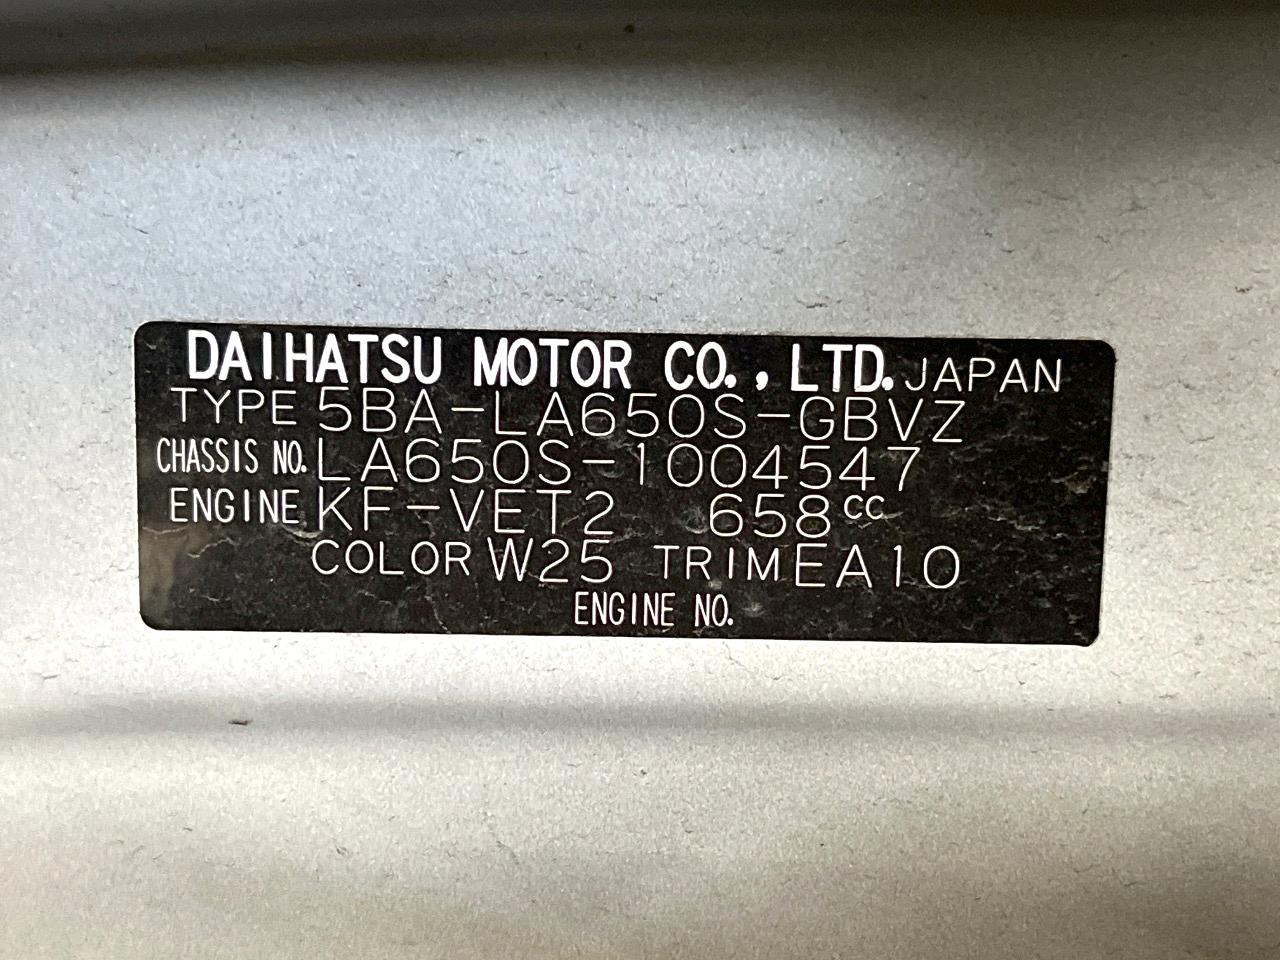 DAIHATSU MOTOR CO., LTD. JAPAN
TYPE 5BA-LA650S-GBVZ
CHASSIS NO. LA650S-1004547
ENGINE KF-VET2 658cc
COLOR W25 TRIM EA10
ENGINE NO.